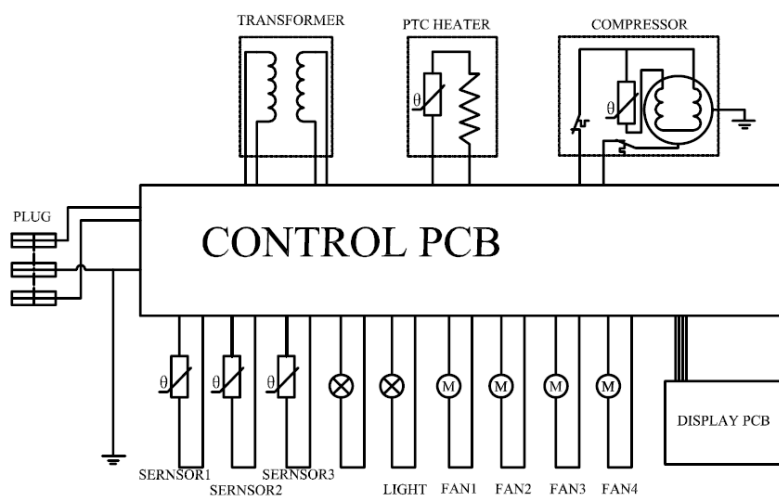 TRANSFORMER
PTC HEATER
COMPRESSOR
θ
θ
PLUG
CONTROL PCB
θ
θ
θ
M
M
M
M
DISPLAY PCB
SERNSOR1
SERNSOR2
SERNSOR3
LIGHT
FAN1
FAN2
FAN3
FAN4